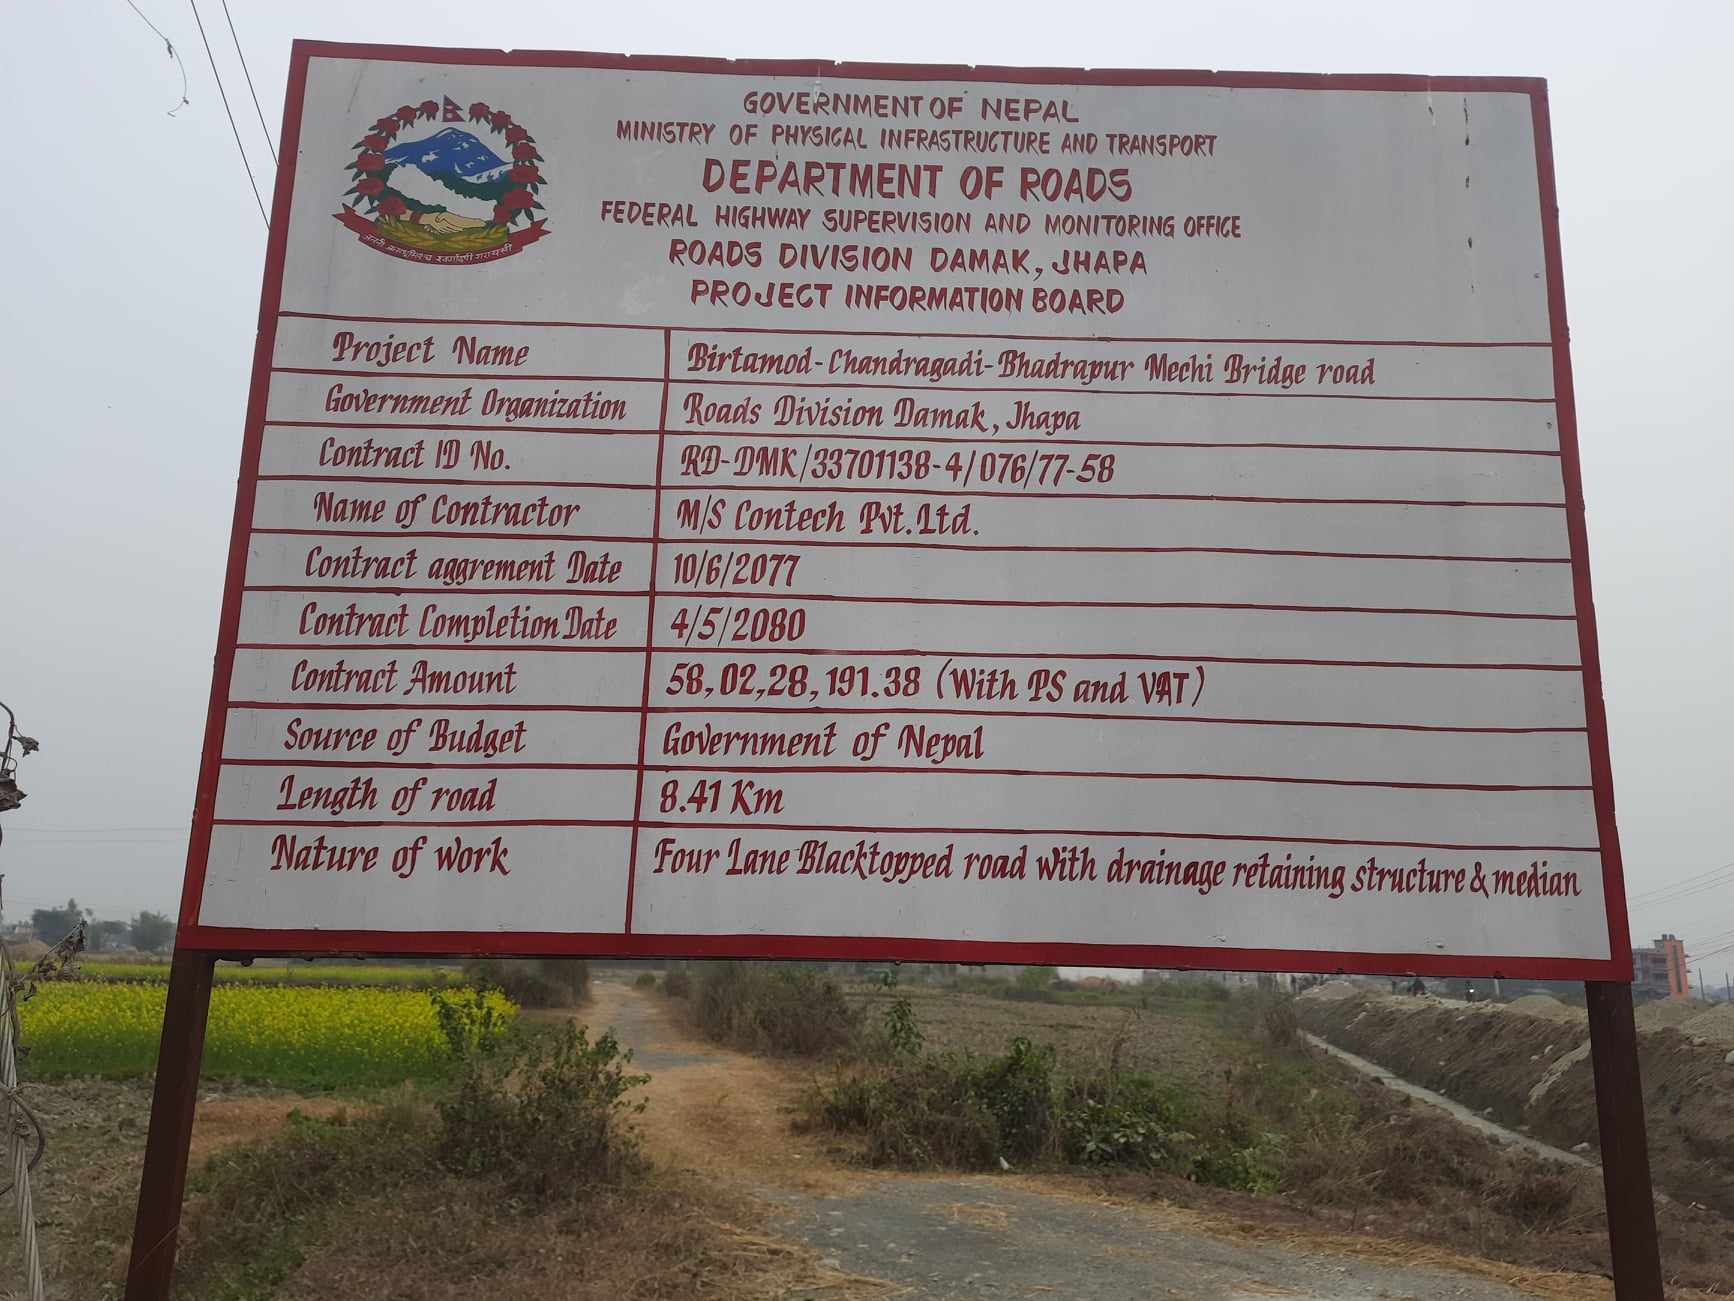 GOVERNMENT OF NEPAL
MINISTRY OF PHYSICAL INFRASTRUCTURE AND TRANSPORT
DEPARTMENT OF ROADS
FEDERAL HIGHWAY SUPERVISION AND MONITORING OFFICE
ROADS DIVISION DAMAK, JHAPA
PROJECT INFORMATION BOARD
Project Name Birtamod-Chandragadi-Bhadrapur Mechi Bridge road
Government Organization Roads Division Damak, Jhapa
Contract ID No. RD-DMK/33701138-4/076/77-58
Name of Contractor M/S Contech Pvt. Ltd.
Contract aggrement Date 10/6/2077
Contract Completion Date 4/5/2080
Contract Amount 58,02,28,191.38 (With PS and VAT)
Source of Budget Government of Nepal
Length of road 8.41 Km
Nature of work Four Lane Blacktopped road with drainage retaining structure & median